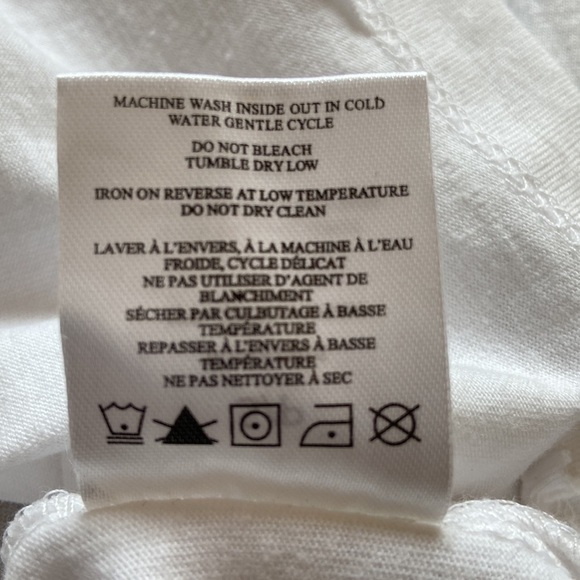 MACHINE WASH INSIDE OUT IN COLD
WATER GENTLE CYCLE
DO NOT BLEACH
TUMBLE DRY LOW
IRON ON REVERSE AT LOW TEMPERATURE
DO NOT DRY CLEAN
LAVER À L'ENVERS, À LA MACHINE À L'EAU
FROIDE, CYCLE DÉLICAT
NE PAS UTILISER D'AGENT DE
BLANCHIMENT
SÉCHER PAR CULBUTAGE À BASSE
TEMPÉRATURE
REPASSER À L'ENVERS À BASSE
TEMPÉRATURE
NE PAS NETTOYER À SEC